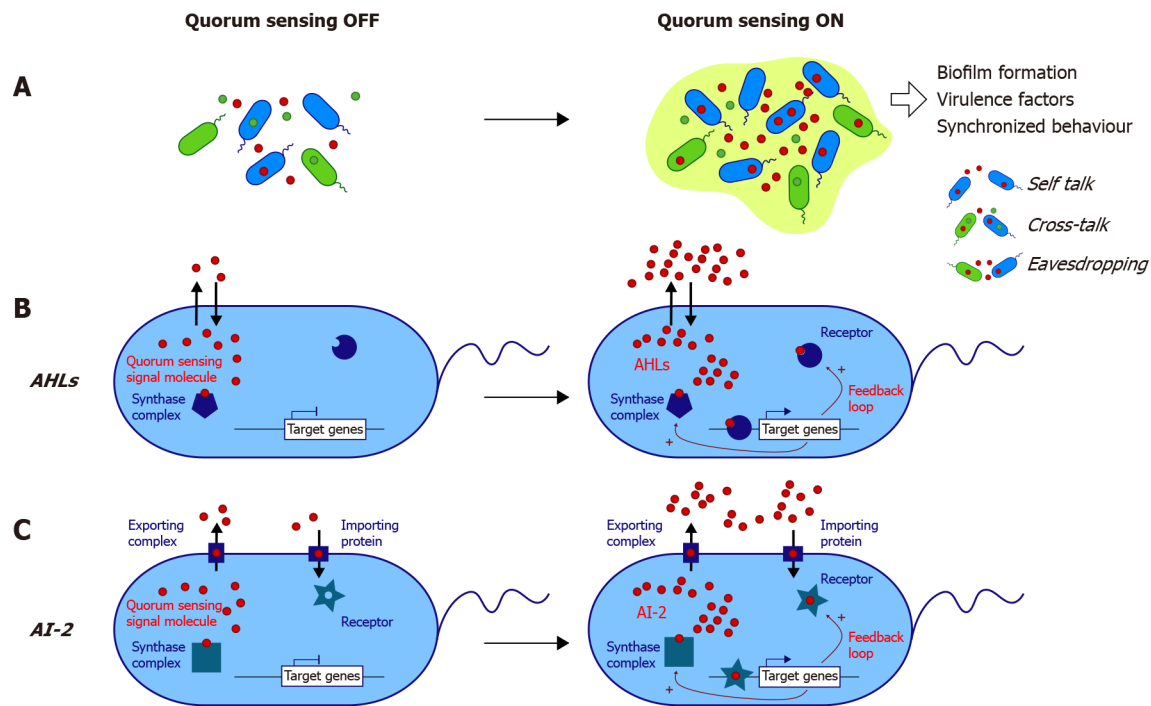 Quorum sensing OFF
Quorum sensing ON
A
Biofilm formation
Virulence factors
Synchronized behaviour
Self talk
Cross-talk
Eavesdropping
B
AHLs
Quorum sensing
signal molecule
Synthase
complex
Target genes
Receptor
AHLs
Synthase
complex
+
Feedback
loop
Target genes
+
C
AI-2
Exporting
complex
Importing
protein
Quorum sensing
signal molecule
Receptor
Synthase
complex
Target genes
Exporting
complex
Importing
protein
Receptor
AI-2
Synthase
complex
+
Feedback
loop
Target genes
+